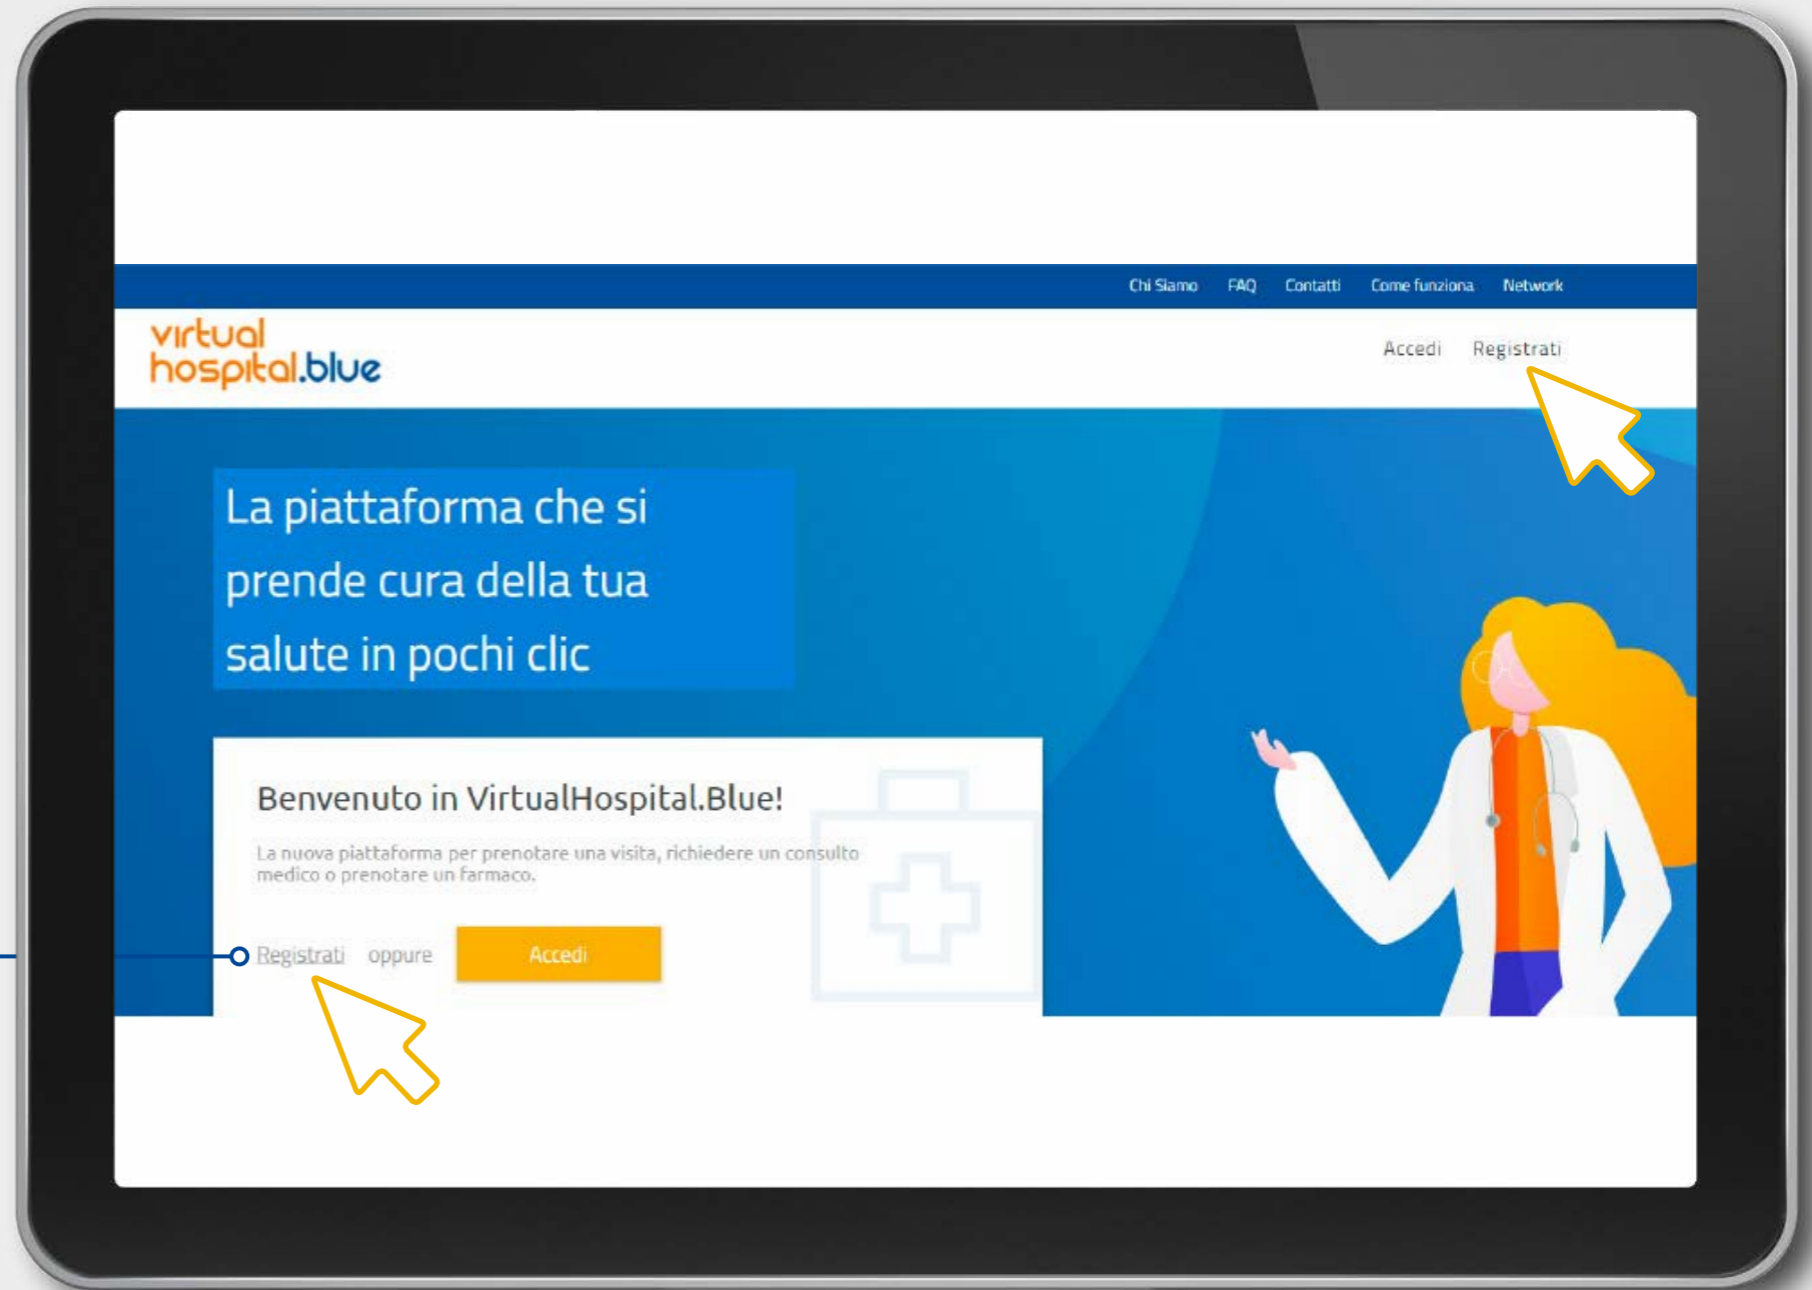 Chi Siamo FAQ Contatti Come funziona Network
virtual
hospital.blue
Accedi Registrati
La piattaforma che si
prende cura della tua
salute in pochi clic
Benvenuto in VirtualHospital.Blue!
La nuova piattaforma per prenotare una visita, richiedere un consulto
medico o prenotare un farmaco.
Registrati oppure Accedi